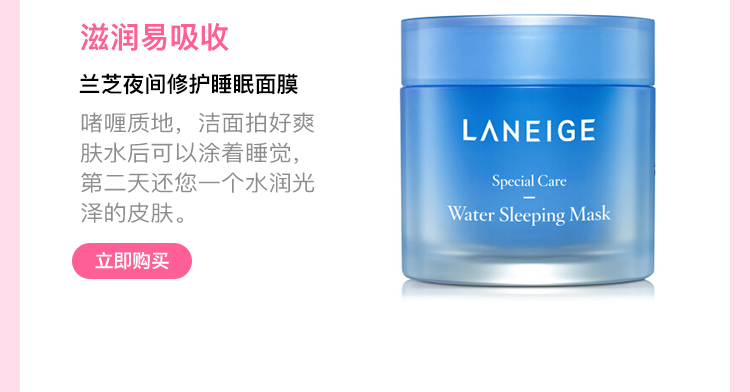 滋润易吸收
兰芝夜间修护睡眠面膜
啫喱质地，洁面拍好爽
肤水后可以涂着睡觉，
第二天还您一个水润光
泽的皮肤。
立即购买
LANEIGE
Special Care
Water Sleeping Mask